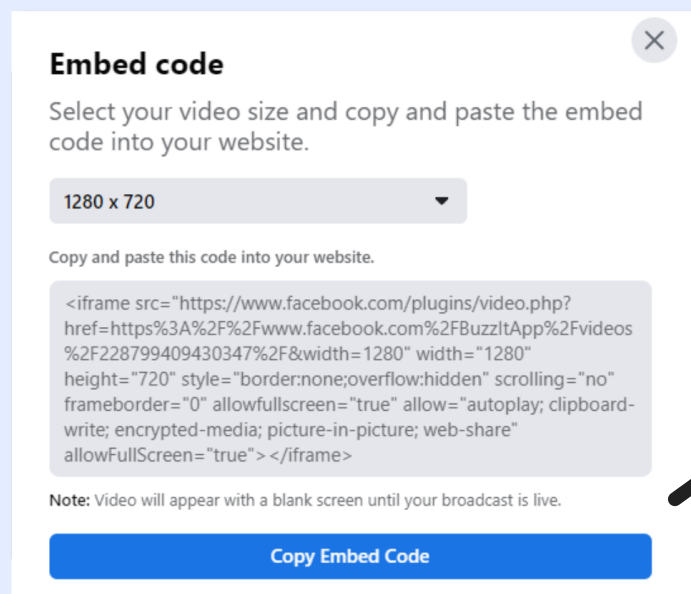 Embed code
Select your video size and copy and paste the embed
code into your website.
1280 x 720
Copy and paste this code into your website.
<iframe src="https://www.facebook.com/plugins/video.php?
href=https%3A%2F%2Fwww.facebook.com%2FBuzzItApp%2Fvideos
%2F228799409430347%2F&width=1280" width="1280"
height="720" style="border:none;overflow:hidden" scrolling="no"
frameborder="0" allowfullscreen="true" allow="autoplay; clipboard-
write; encrypted-media; picture-in-picture; web-share"
allowFullScreen="true"></iframe>
Note: Video will appear with a blank screen until your broadcast is live.
Copy Embed Code